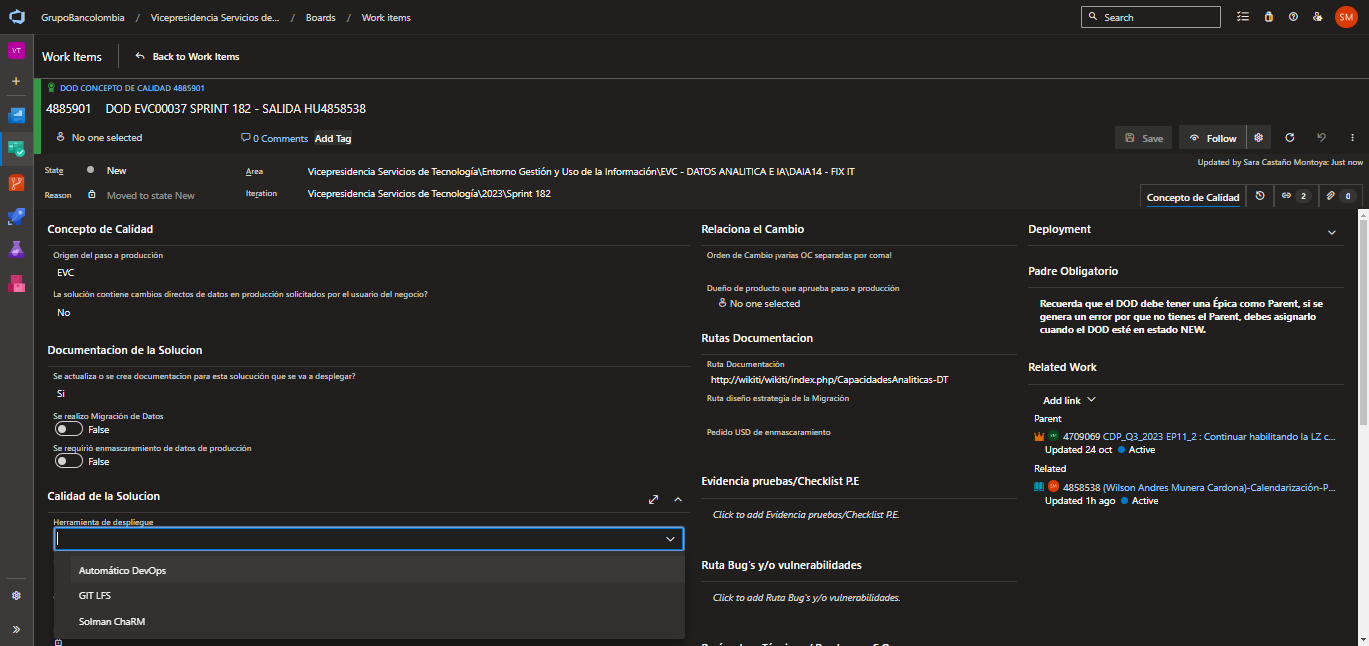 GrupoBancolombia / Vicepresidencia Servicios de... / Boards / Work items
Search
SM
VT
Work Items
Back to Work Items
DOD CONCEPTO DE CALIDAD 4885901
4885901 DOD EVC00037 SPRINT 182 - SALIDA HU4858538
No one selected
0 Comments
Add Tag
Save
Follow
Updated by Sara Castaño Montoya: Just now
State
New
Area
Vicepresidencia Servicios de Tecnología\Entorno Gestión y Uso de la Información\EVC - DATOS ANALITICA E IA\DAIA14 - FIX IT
Reason
Moved to state New
Iteration
Vicepresidencia Servicios de Tecnología\2023\Sprint 182
Concepto de Calidad
2
0
Concepto de Calidad
Origen del paso a producción
EVC
La solución contiene cambios directos de datos en producción solicitados por el usuario del negocio?
No
Documentacion de la Solucion
Se actualiza o se crea documentacion para esta solucución que se va a desplegar?
Si
Se realizo Migración de Datos
False
Se requirió enmascaramiento de datos de producción
False
Calidad de la Solucion
Herramienta de despliegue
Automático DevOps
GIT LFS
Solman ChaRM
Relaciona el Cambio
Orden de Cambio ¡varias OC separadas por coma!
Dueño de producto que aprueba paso a producción
No one selected
Rutas Documentacion
Ruta Documentación
http://wikiti/wikiti/index.php/CapacidadesAnaliticas-DT
Ruta diseño estrategia de la Migración
Pedido USD de enmascaramiento
Evidencia pruebas/Checklist P.E
Click to add Evidencia pruebas/Checklist P.E.
Ruta Bug's y/o vulnerabilidades
Click to add Ruta Bug's y/o vulnerabilidades.
Deployment
Padre Obligatorio
Recuerda que el DOD debe tener una Épica como Parent, si se
genera un error por que no tienes el Parent, debes asignarlo
cuando el DOD esté en estado NEW.
Related Work
Add link
Parent
4709069 CDP_Q3_2023 EP11_2 : Continuar habilitando la LZ c...
Updated 24 oct
Active
Related
SM
4858538 (Wilson Andres Munera Cardona)-Calendarización-P...
Updated 1h ago
Active